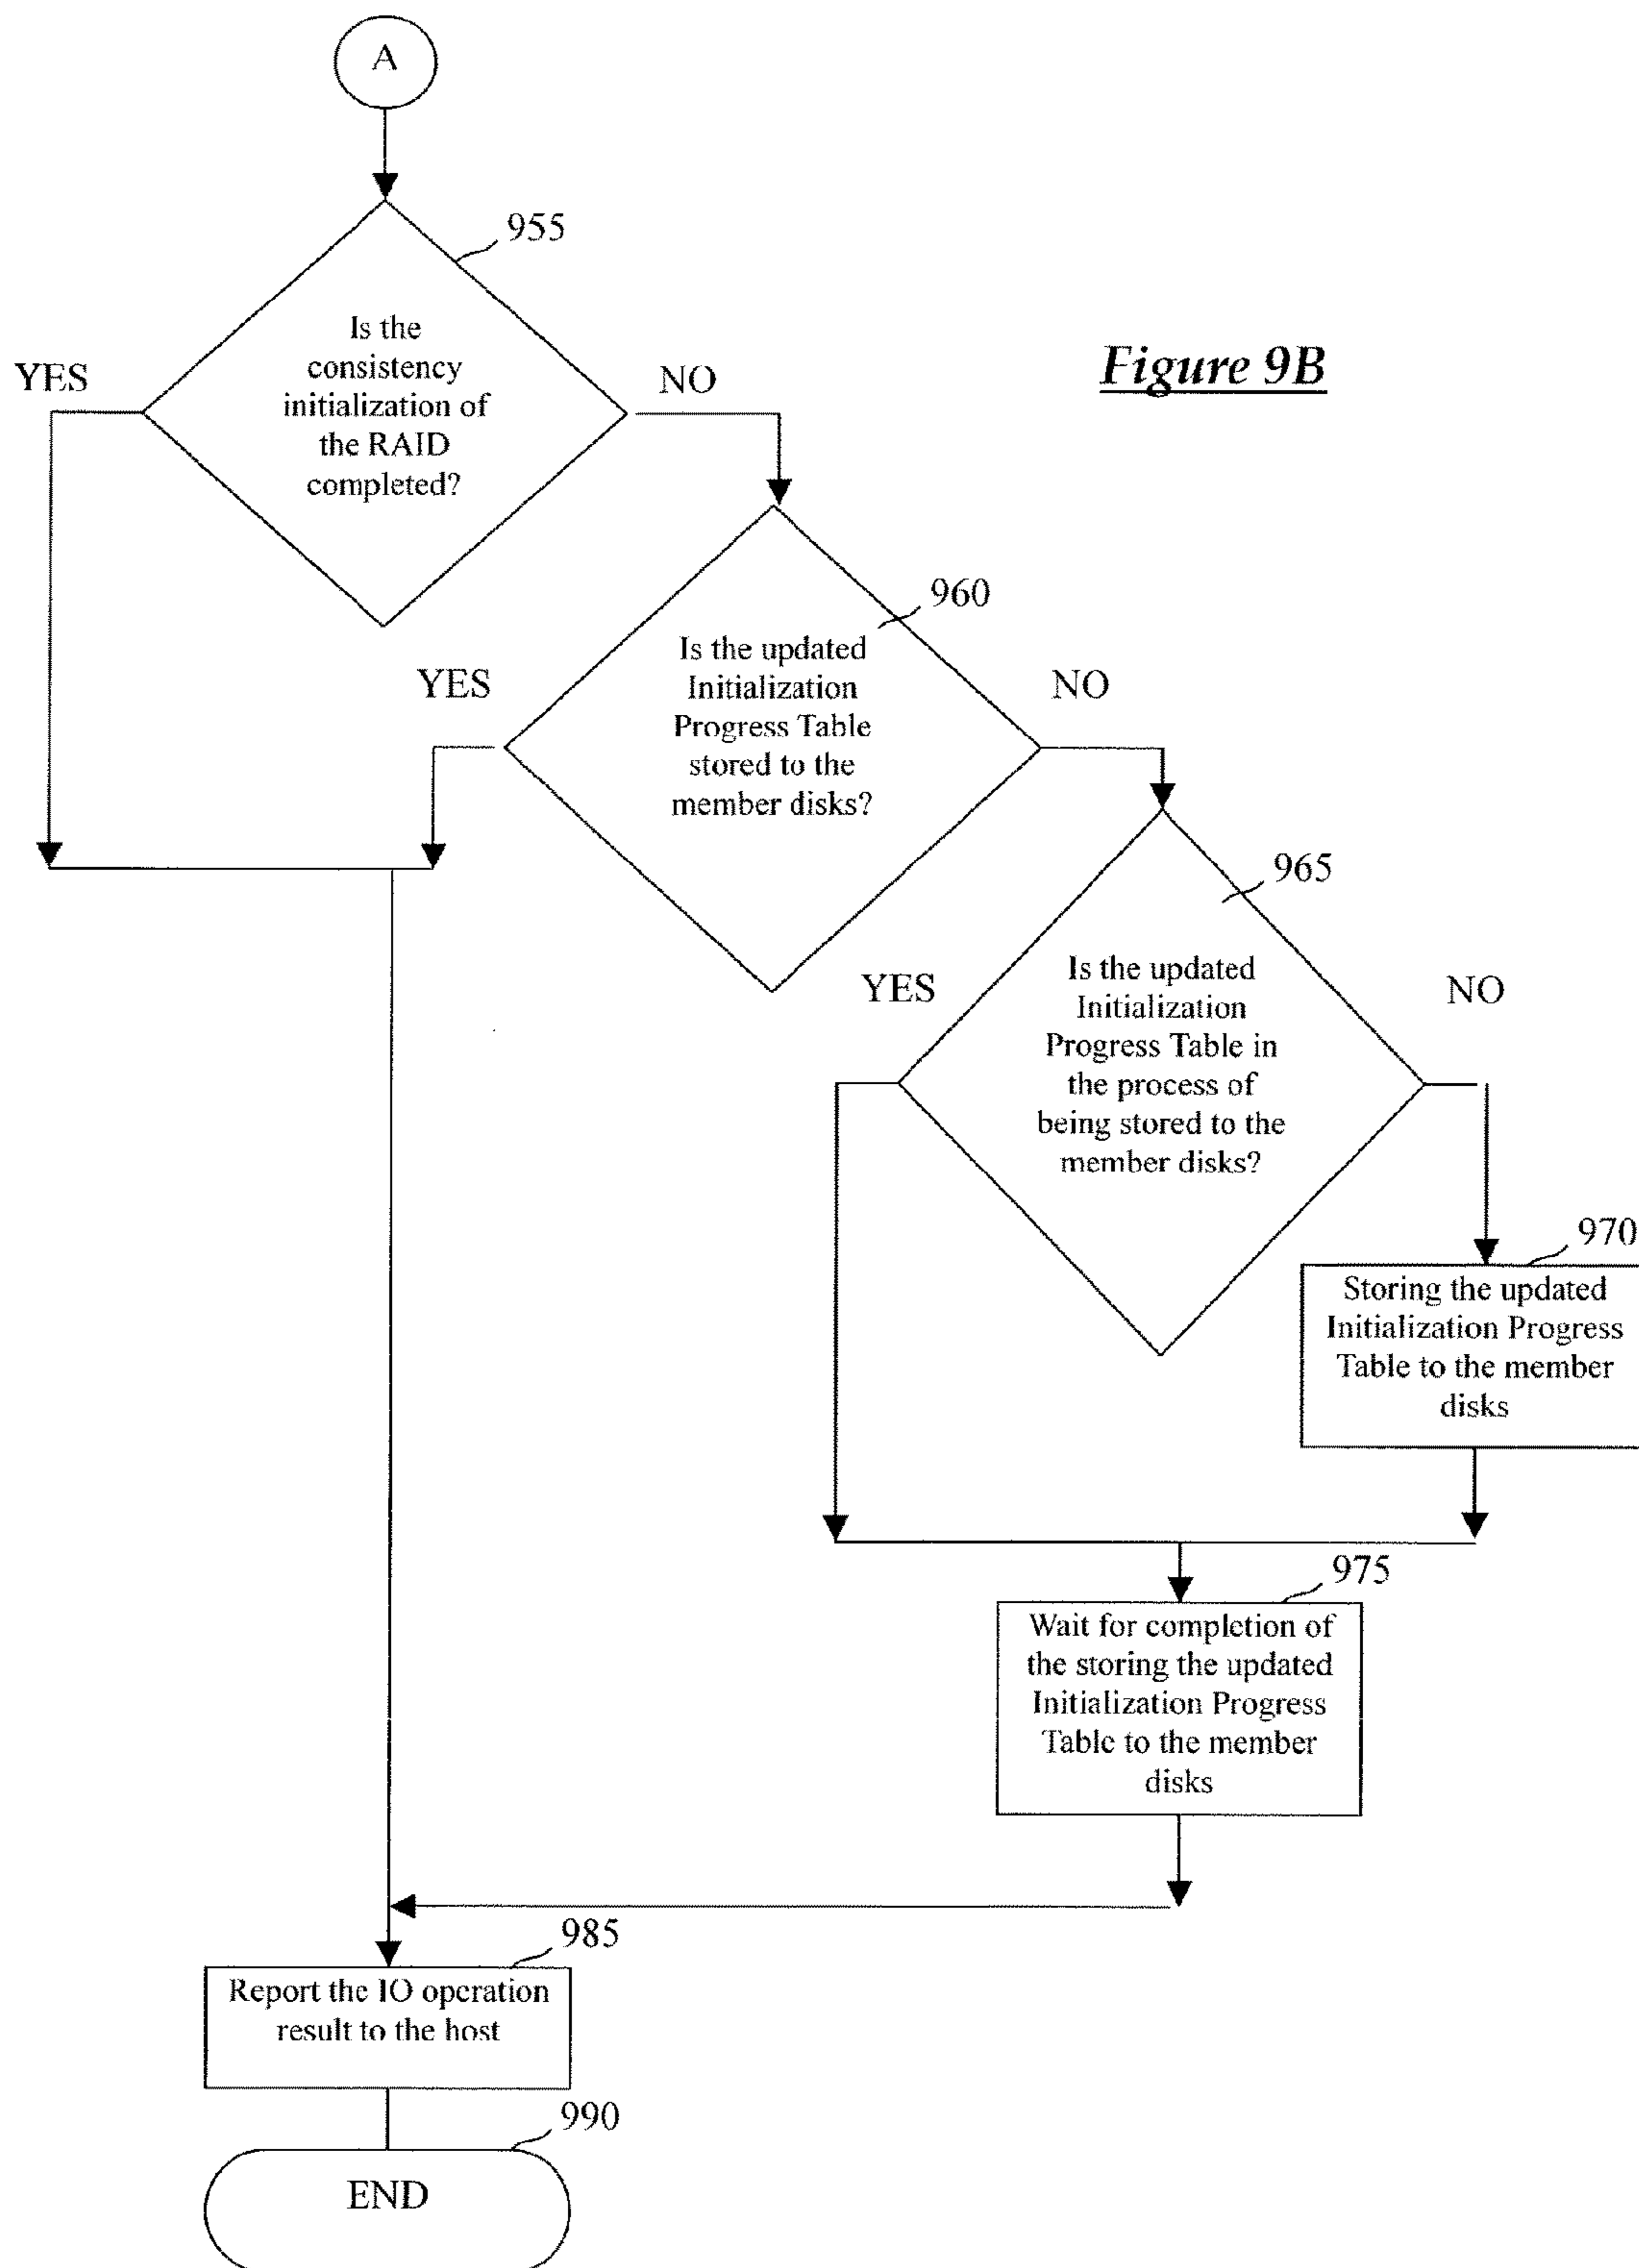 A
955
Is the
consistency
initialization of
the RAID
completed?
YES
NO
Figure 9B
960
Is the updated
Initialization
Progress Table
stored to the
member disks?
YES
NO
965
Is the updated
Initialization
Progress Table in
the process of
being stored to the
member disks?
YES
NO
970
Storing the updated
Initialization Progress
Table to the member
disks
975
Wait for completion of
the storing the updated
Initialization Progress
Table to the member
disks
985
Report the IO operation
result to the host
990
END